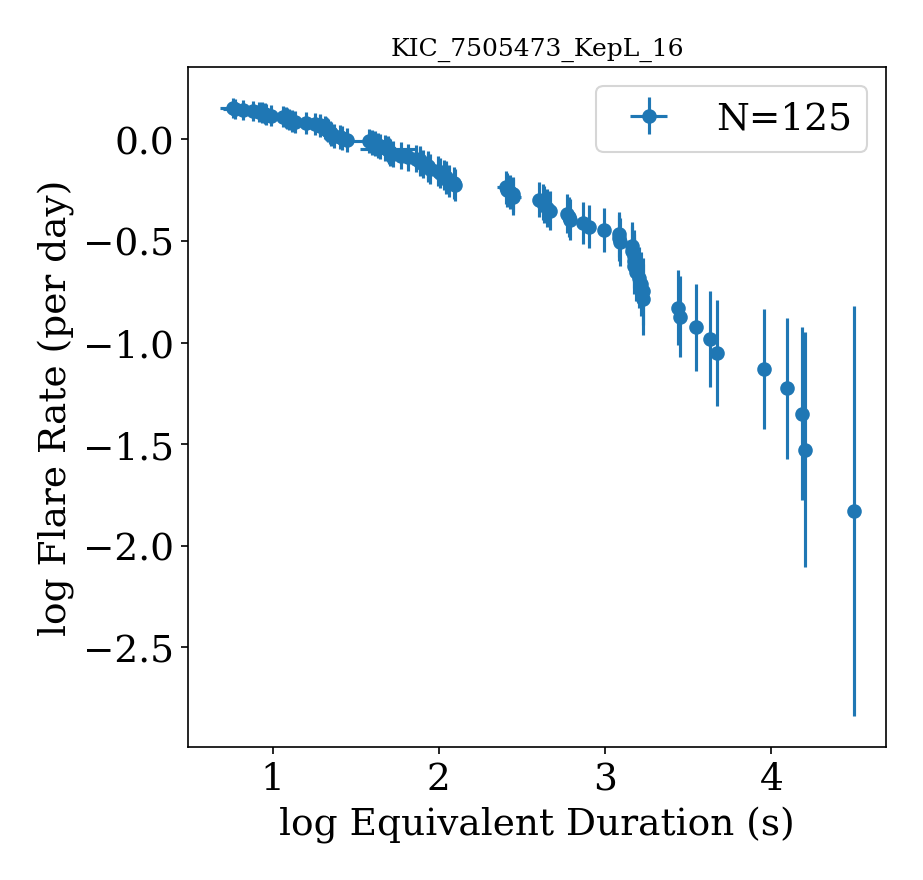 KIC_7505473_KepL_16
N=125
log Flare Rate (per day)
0.0
−0.5
−1.0
−1.5
−2.0
−2.5
1 2 3 4
log Equivalent Duration (s)